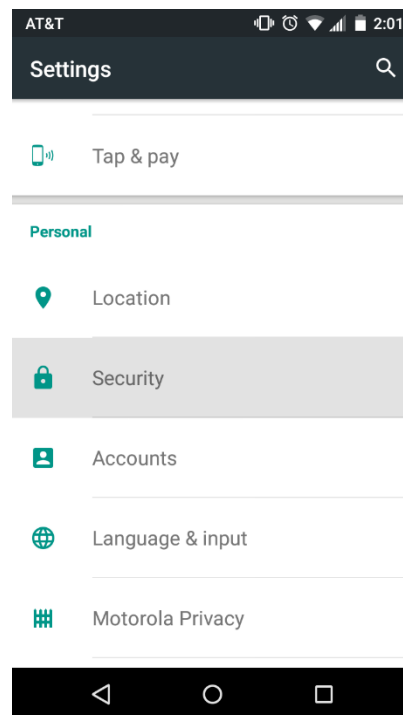 AT&T 2:01
Settings
Tap & pay
Personal
Location
Security
Accounts
Language & input
Motorola Privacy